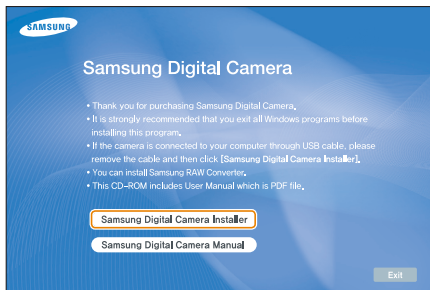 SAMSUNG
Samsung Digital Camera
• Thank you for purchasing Samsung Digital Camera.
• It is strongly recommended that you exit all Windows programs before
installing this program.
• If the camera is connected to your computer through USB cable, please
remove the cable and then click [Samsung Digital Camera Installer].
• You can install Samsung RAW Converter.
• This CD-ROM includes User Manual which is PDF file.
Samsung Digital Camera Installer
Samsung Digital Camera Manual
Exit